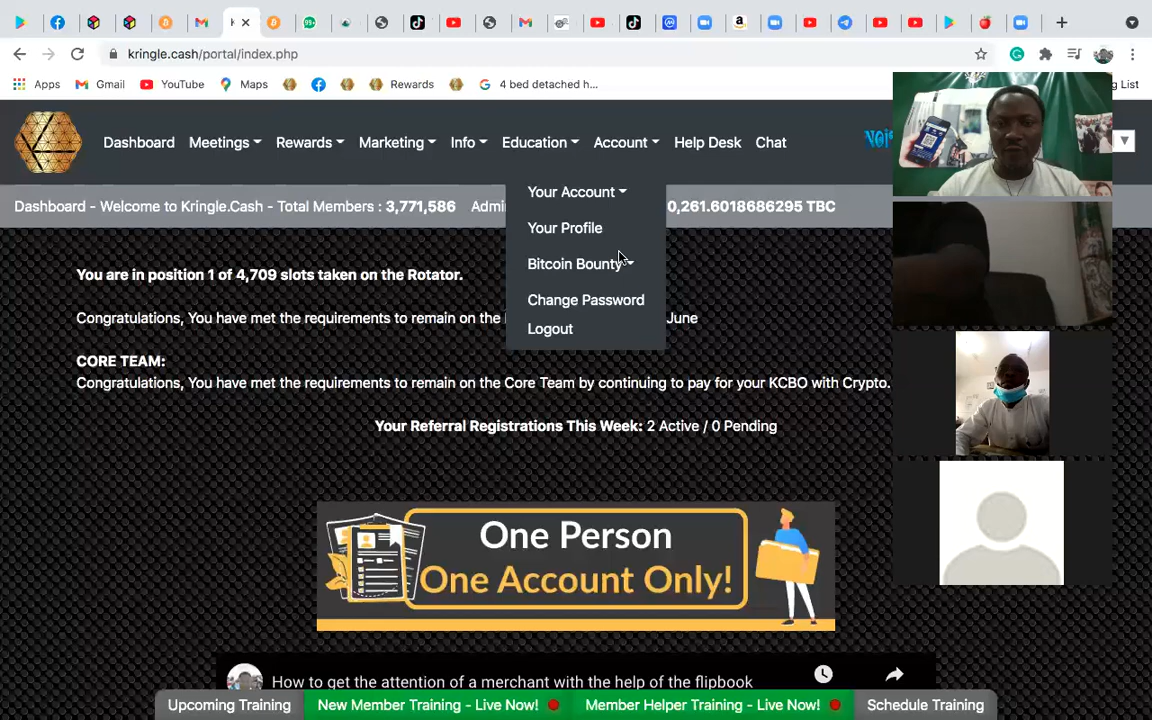 kringle.cash/portal/index.php
Apps Gmail YouTube Maps Rewards 4 bed detached h...
Dashboard Meetings Rewards Marketing Info Education Account Help Desk Chat
Your Account
Your Profile
Bitcoin Bounty
Change Password
Logout
Dashboard - Welcome to Kringle.Cash - Total Members : 3,771,586 Admi 0,261.6018686295 TBC
You are in position 1 of 4,709 slots taken on the Rotator.
Congratulations, You have met the requirements to remain on the June
CORE TEAM:
Congratulations, You have met the requirements to remain on the Core Team by continuing to pay for your KCBO with Crypto.
Your Referral Registrations This Week: 2 Active / 0 Pending
One Person
One Account Only!
How to get the attention of a merchant with the help of the flipbook
Upcoming Training New Member Training - Live Now! Member Helper Training - Live Now! Schedule Training